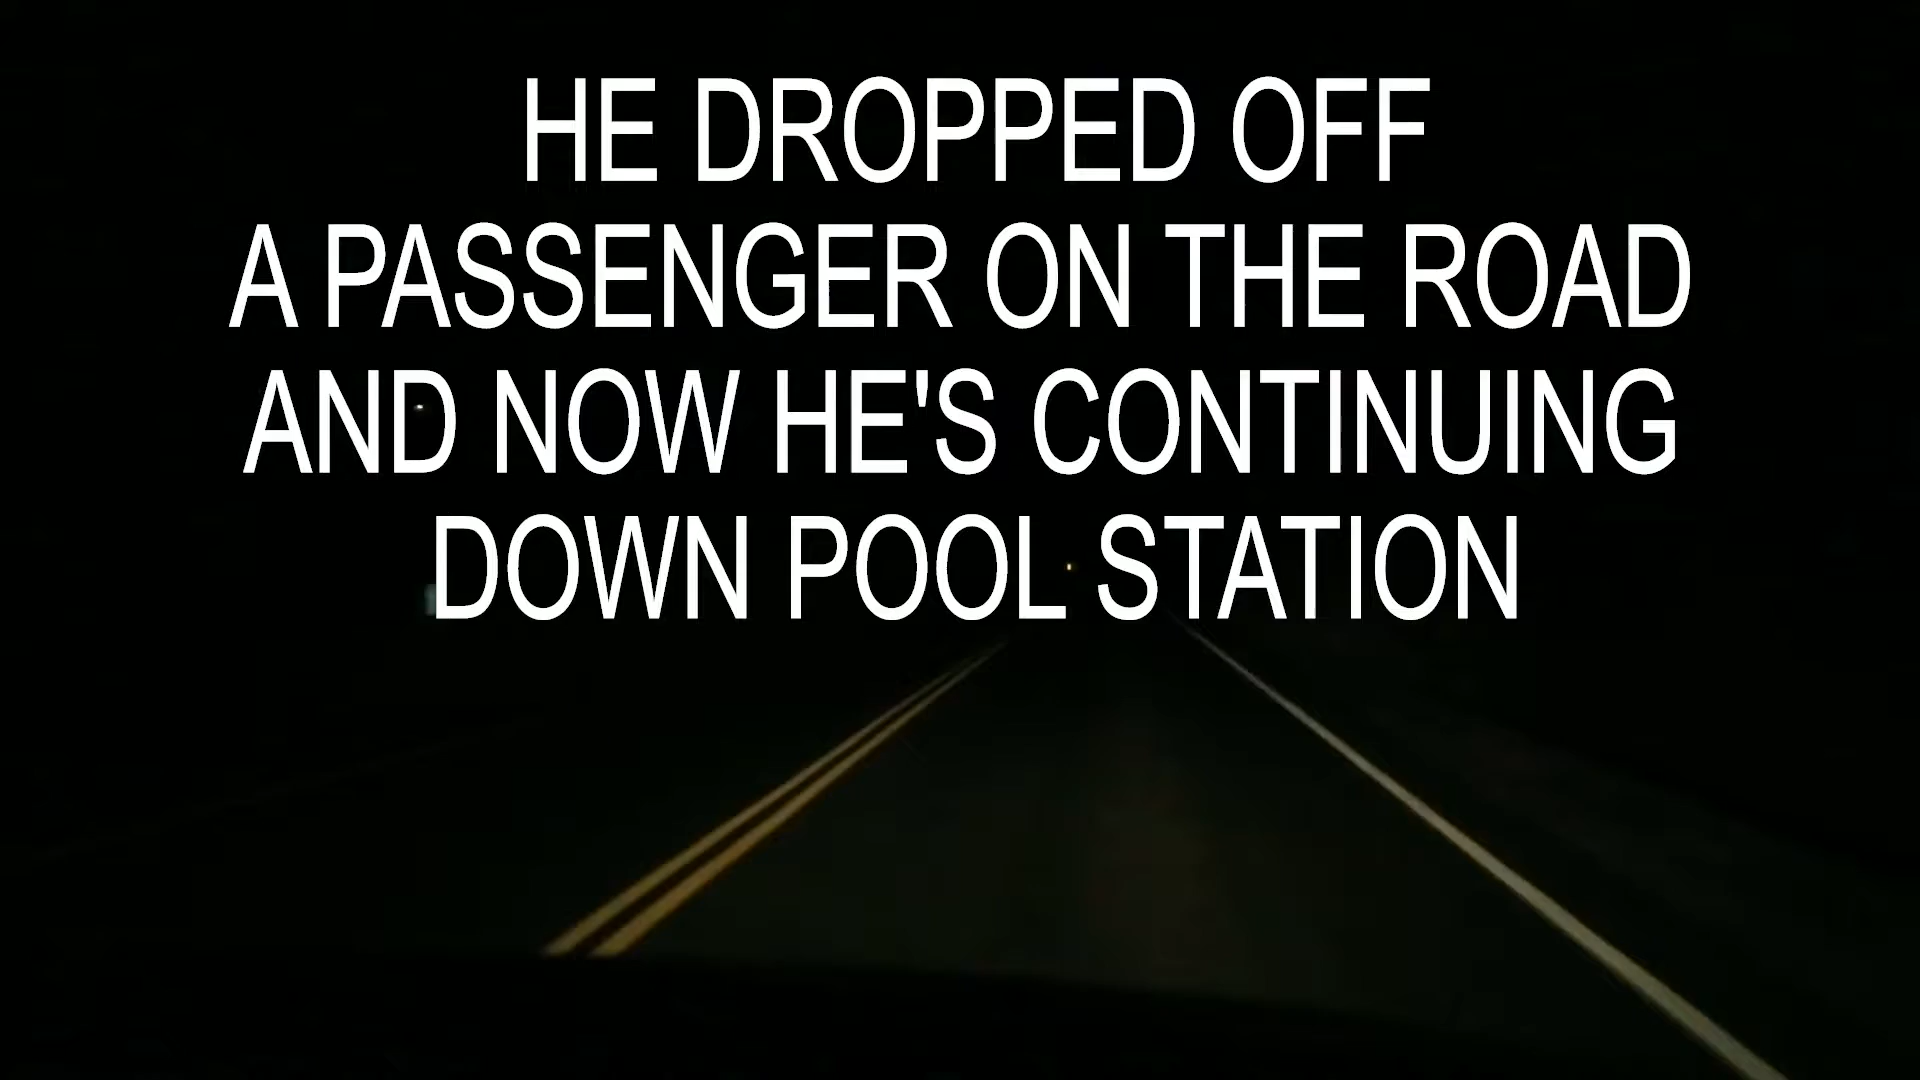 HE DROPPED OFF
A PASSENGER ON THE ROAD
AND NOW HE'S CONTINUING
DOWN POOL STATION